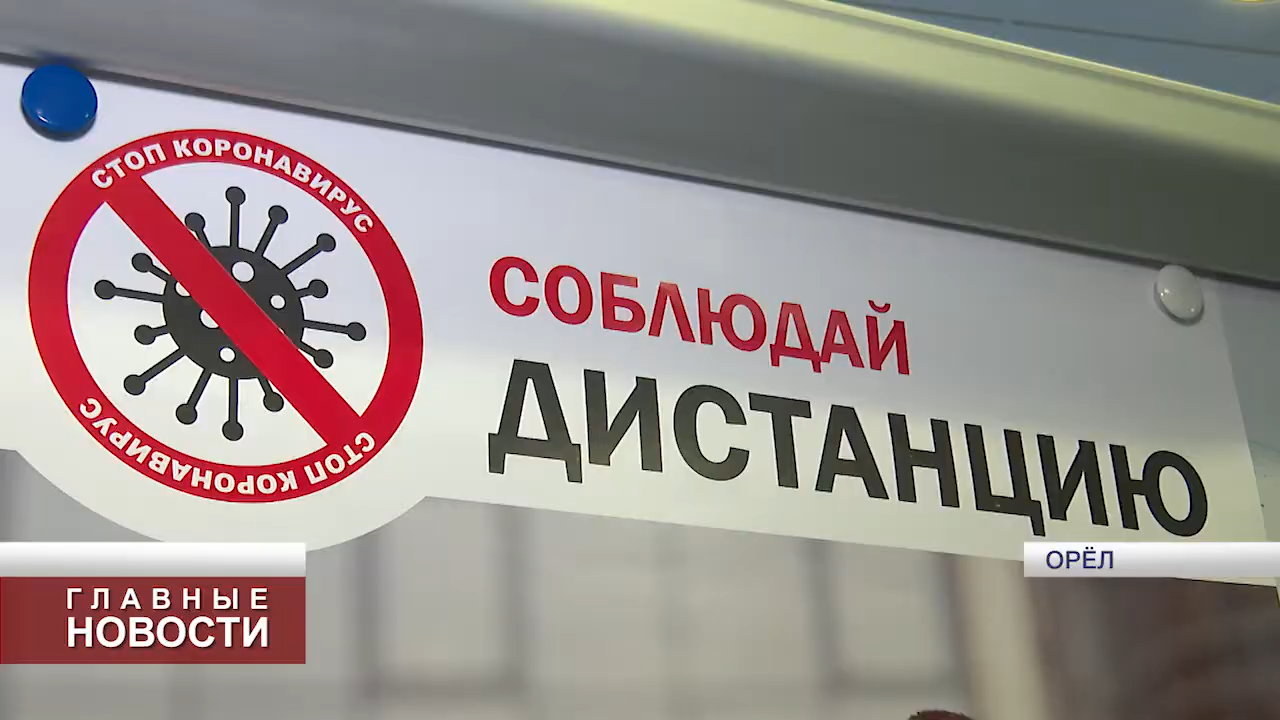 СТОП КОРОНАВИРУС
СТОП КОРОНАВИРУС
СОБЛЮДАЙ
ДИСТАНЦИЮ
ОРЁЛ
ГЛАВНЫЕ
НОВОСТИ